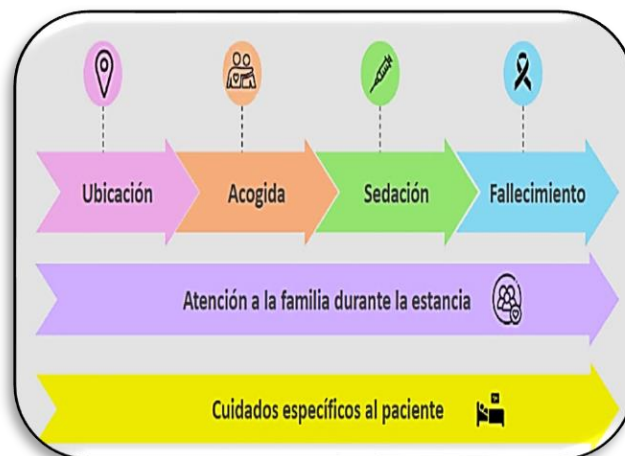 Ubicación
Acogida
Sedación
Fallecimiento
Atención a la familia durante la estancia
Cuidados específicos al paciente